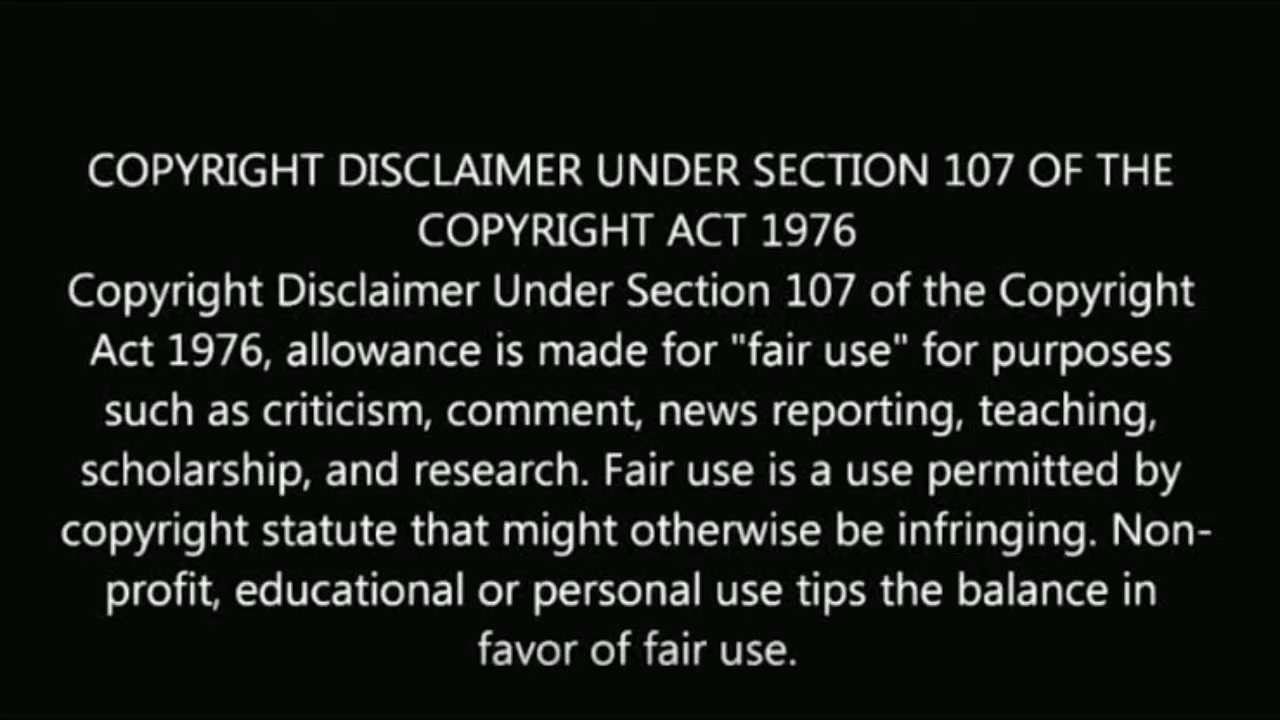 COPYRIGHT DISCLAIMER UNDER SECTION 107 OF THE
COPYRIGHT ACT 1976
Copyright Disclaimer Under Section 107 of the Copyright
Act 1976, allowance is made for "fair use" for purposes
such as criticism, comment, news reporting, teaching,
scholarship, and research. Fair use is a use permitted by
copyright statute that might otherwise be infringing. Non-
profit, educational or personal use tips the balance in
favor of fair use.